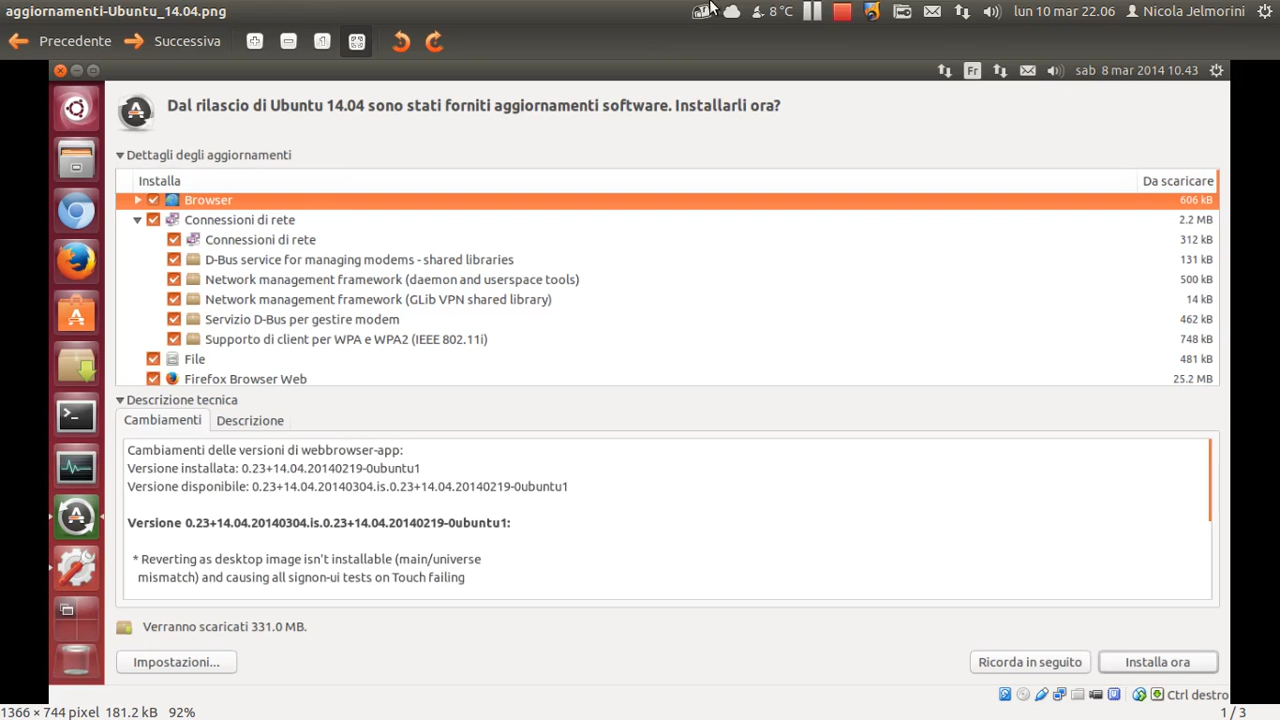 aggiornamenti-Ubuntu_14.04.png
8 °C
lun 10 mar 22.06
Nicola Jelmorini
Precedente
Successiva
Fr
sab 8 mar 2014 10.43
Dal rilascio di Ubuntu 14.04 sono stati forniti aggiornamenti software. Installarli ora?
Dettagli degli aggiornamenti
Installa Da scaricare
Browser 606 kB
Connessioni di rete 2.2 MB
Connessioni di rete 312 kB
D-Bus service for managing modems - shared libraries 131 kB
Network management framework (daemon and userspace tools) 500 kB
Network management framework (GLib VPN shared library) 14 kB
Servizio D-Bus per gestire modem 462 kB
Supporto di client per WPA e WPA2 (IEEE 802.11i) 748 kB
File 481 kB
Firefox Browser Web 25.2 MB
Descrizione tecnica
Cambiamenti Descrizione
Cambiamenti delle versioni di webbrowser-app:
Versione installata: 0.23+14.04.20140219-0ubuntu1
Versione disponibile: 0.23+14.04.20140304.is.0.23+14.04.20140219-0ubuntu1
Versione 0.23+14.04.20140304.is.0.23+14.04.20140219-0ubuntu1:
* Reverting as desktop image isn't installable (main/universe
mismatch) and causing all signon-ui tests on Touch failing
Verranno scaricati 331.0 MB.
Impostazioni... Ricorda in seguito Installa ora
Ctrl destro
1366 × 744 pixel 181.2 kB 92% 1 / 3